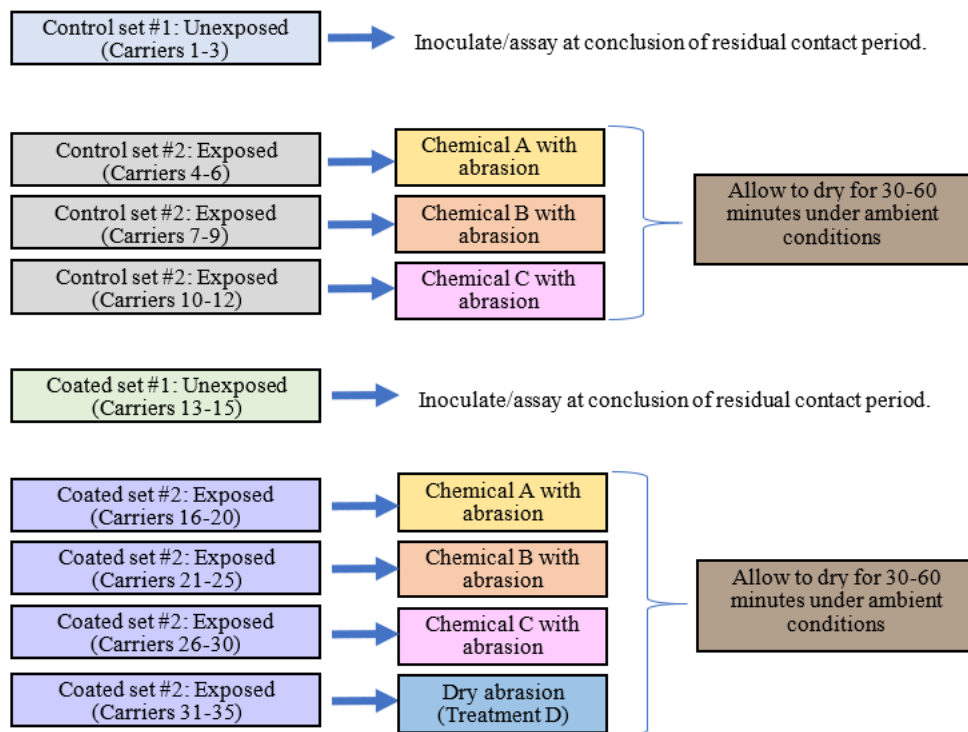 Control set #1: Unexposed
(Carriers 1-3)
Inoculate/assay at conclusion of residual contact period.
Control set #2: Exposed
(Carriers 4-6)
Chemical A with
abrasion
Control set #2: Exposed
(Carriers 7-9)
Chemical B with
abrasion
Control set #2: Exposed
(Carriers 10-12)
Chemical C with
abrasion
Allow to dry for 30-60
minutes under ambient
conditions
Coated set #1: Unexposed
(Carriers 13-15)
Inoculate/assay at conclusion of residual contact period.
Coated set #2: Exposed
(Carriers 16-20)
Chemical A with
abrasion
Coated set #2: Exposed
(Carriers 21-25)
Chemical B with
abrasion
Coated set #2: Exposed
(Carriers 26-30)
Chemical C with
abrasion
Coated set #2: Exposed
(Carriers 31-35)
Dry abrasion
(Treatment D)
Allow to dry for 30-60
minutes under ambient
conditions